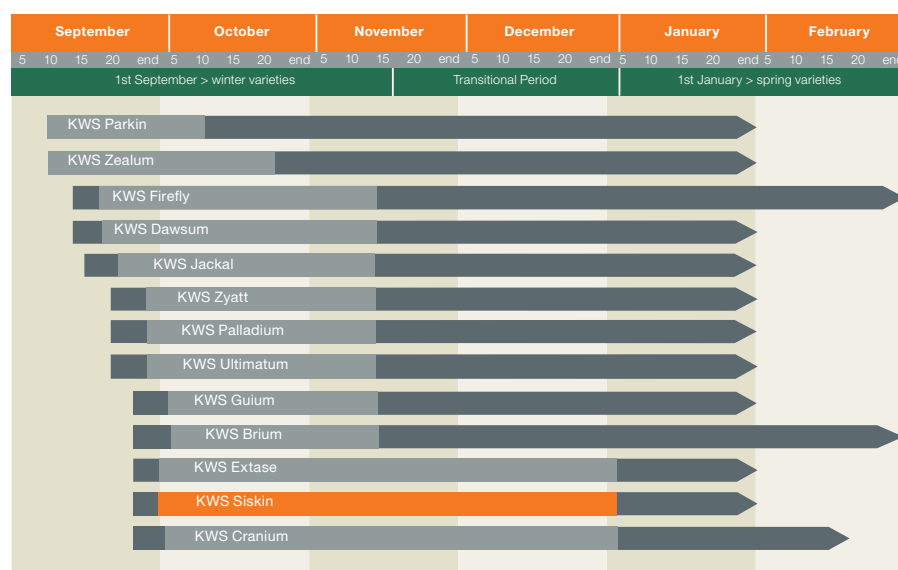 September October November December January February
5 10 15 20 end 5 10 15 20 end 5 10 15 20 end 5 10 15 20 end 5 10 15 20 end 5 10 15 20 en
1st September > winter varieties Transitional Period 1st January > spring varieties
KWS Parkin
KWS Zealum
KWS Firefly
KWS Dawsum
KWS Jackal
KWS Zyatt
KWS Palladium
KWS Ultimatum
KWS Guium
KWS Brium
KWS Extase
KWS Siskin
KWS Cranium